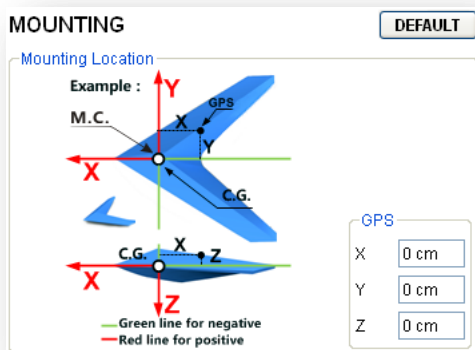 MOUNTING
DEFAULT
Mounting Location
Example :
Y
GPS
M.C.
X
Y
X
C.G.
C.G.
X
Z
X
Z
Green line for negative
Red line for positive
GPS
X 0 cm
Y 0 cm
Z 0 cm